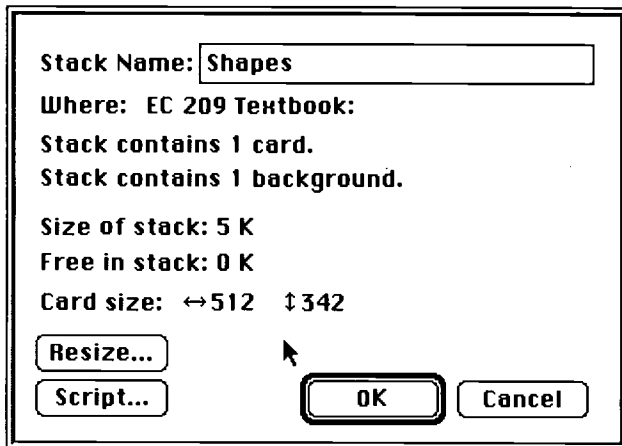 Stack Name: Shapes
Where: EC 209 Textbook:
Stack contains 1 card.
Stack contains 1 background.
Size of stack: 5 K
Free in stack: 0 K
Card size: ↔512 ↕342
Resize...
Script... OK Cancel